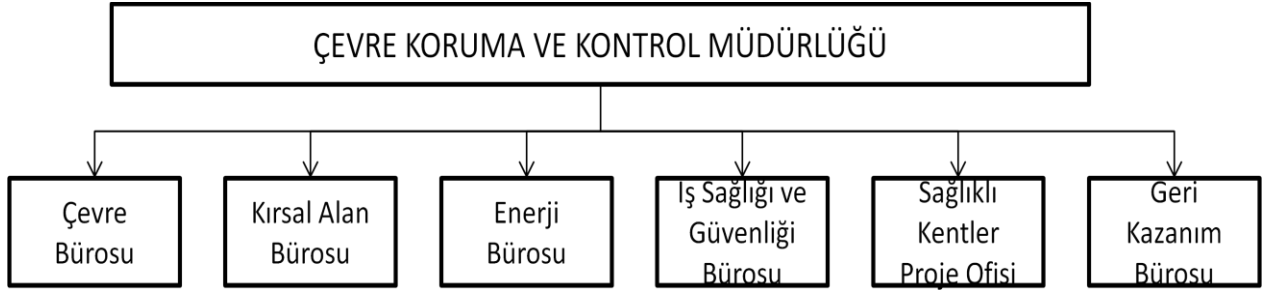 ÇEVRE KORUMA VE KONTROL MÜDÜRLÜĞÜ
Çevre
Bürosu
Kırsal Alan
Bürosu
Enerji
Bürosu
İş Sağlığı ve
Güvenliği
Bürosu
Sağlıklı
Kentler
Proje Ofisi
Geri
Kazanım
Bürosu